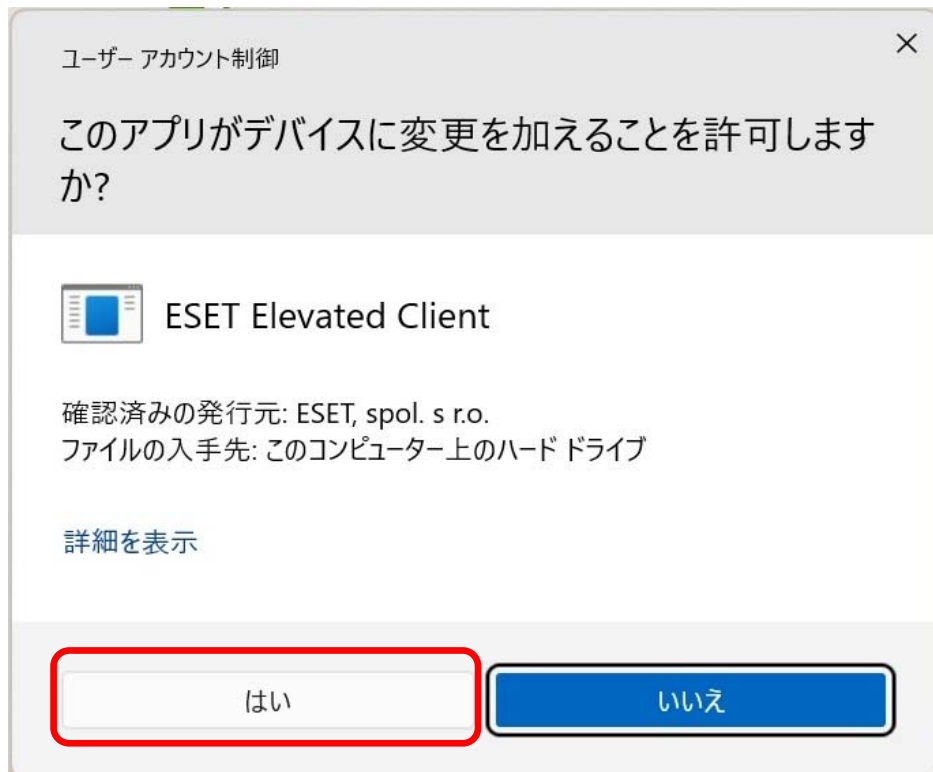 ユーザー アカウント制御
このアプリがデバイスに変更を加えることを許可します
か?
ESET Elevated Client
確認済みの発行元: ESET, spol. s r.o.
ファイルの入手先: このコンピューター上のハード ドライブ
詳細を表示
はい
いいえ